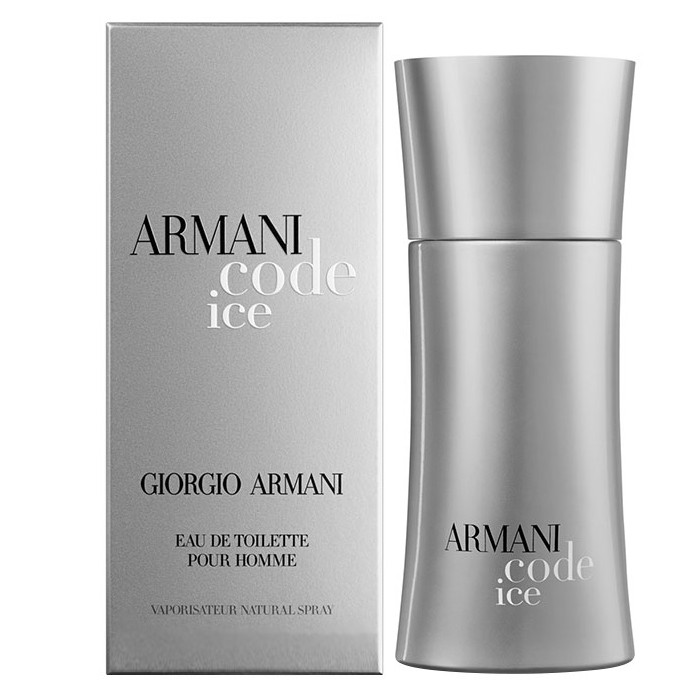 ARMANI
code
ice
GIORGIO ARMANI
EAU DE TOILETTE
POUR HOMME
VAPORISATEUR NATURAL SPRAY
ARMANI
code
ice